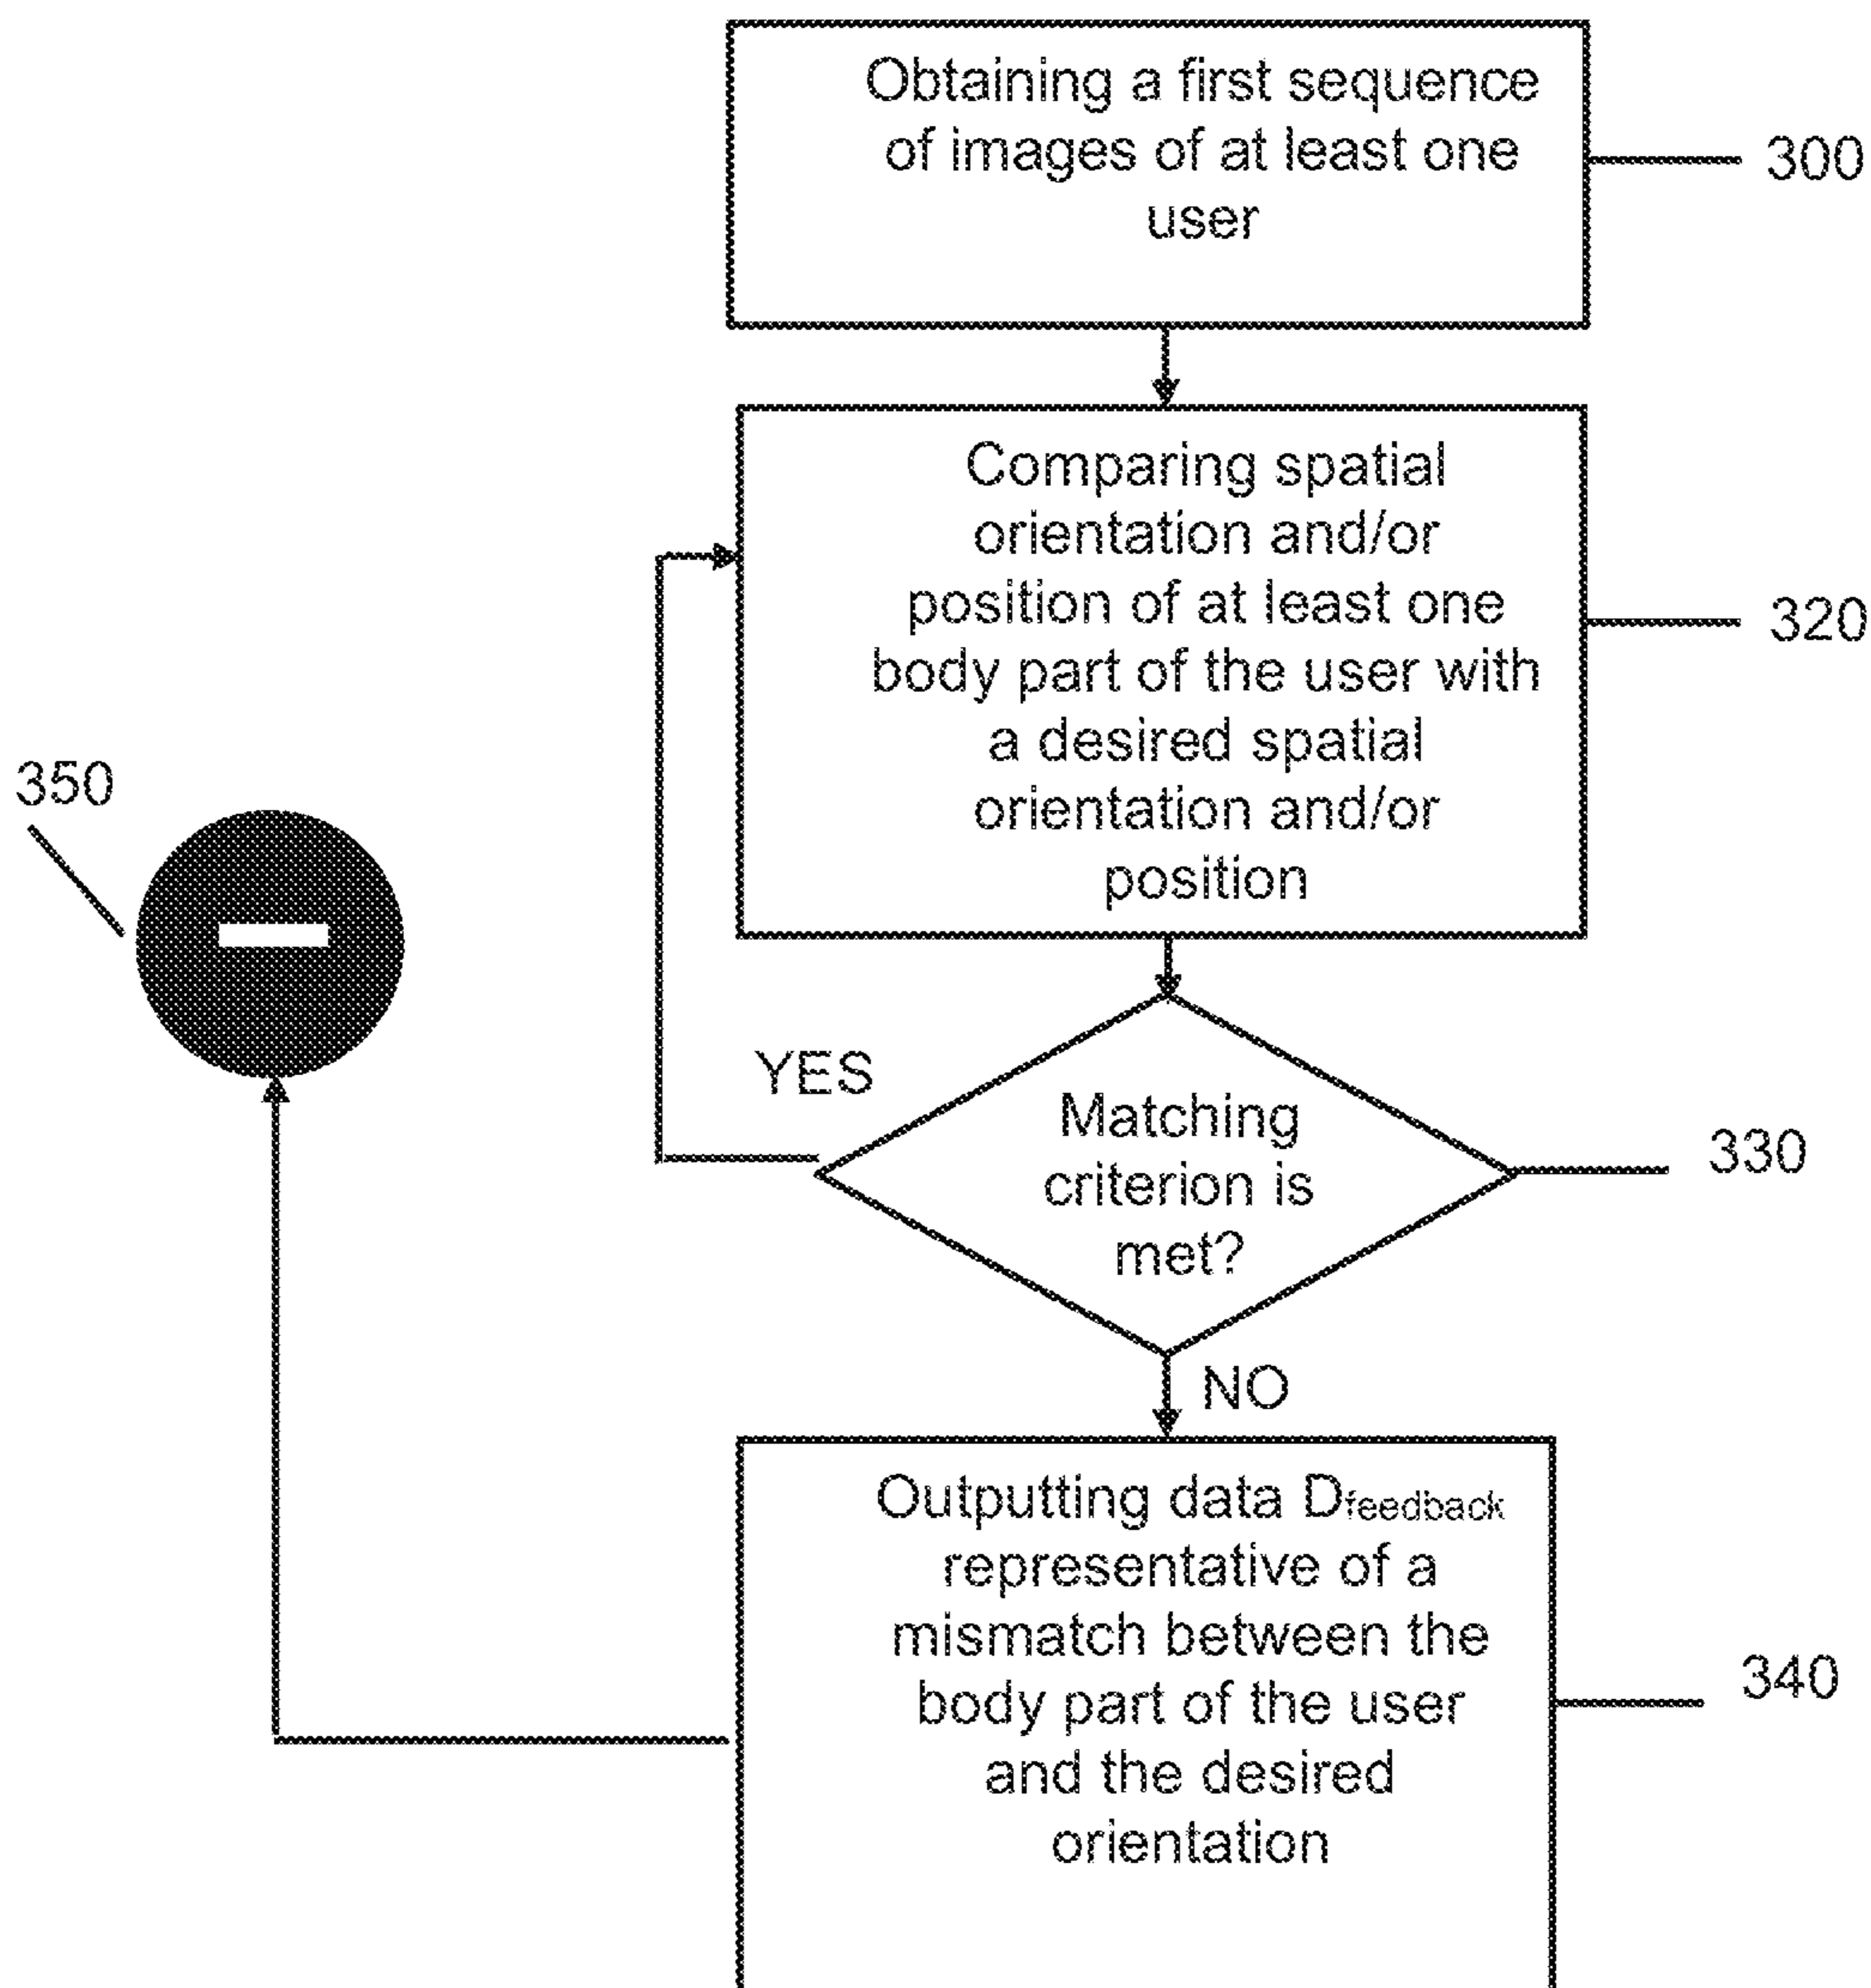 Obtaining a first sequence
of images of at least one
user
300
Comparing spatial
orientation and/or
position of at least one
body part of the user with
a desired spatial
orientation and/or
position
320
350
YES
Matching
criterion is
met?
330
NO
Outputting data Dfeedback
representative of a
mismatch between the
body part of the user
and the desired
orientation
340